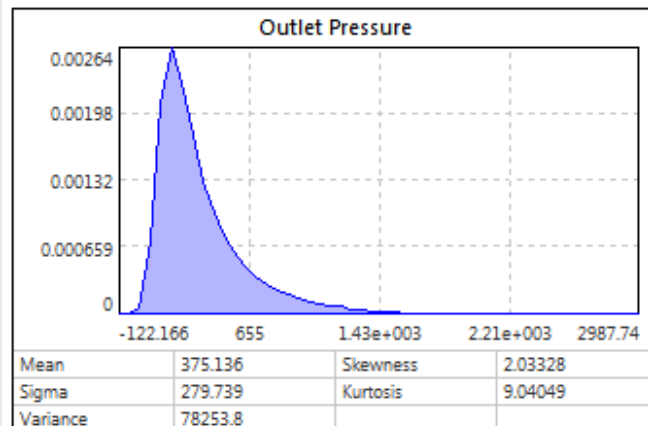 Outlet Pressure
0.00264
0.00198
0.00132
0.000659
0
-122.166 655 1.43e+003 2.21e+003 2987.74
Mean 375.136 Skewness 2.03328
Sigma 279.739 Kurtosis 9.04049
Variance 78253.8